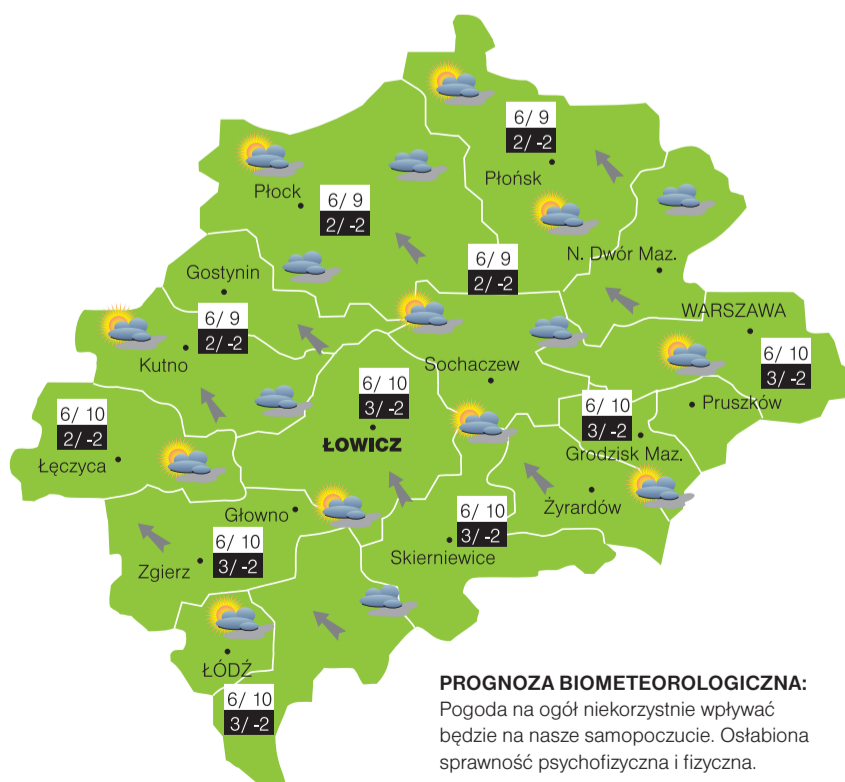 6/ 9
2/ -2
Płońsk
Płock
6/ 9
2/ -2
N. Dwór Maz.
6/ 9
2/ -2
Gostynin
6/ 9
2/ -2
Kutno
WARSZAWA
6/ 10
3/ -2
Sochaczew
6/ 10
3/ -2
ŁOWICZ
Pruszków
6/ 10
3/ -2
Grodzisk Maz.
6/ 10
2/ -2
Łęczyca
Żyrardów
Głowno
6/ 10
3/ -2
Skierniewice
6/ 10
3/ -2
Zgierz
ŁÓDŹ
6/ 10
3/ -2
PROGNOZA BIOMETEOROLOGICZNA:
Pogoda na ogół niekorzystnie wpływać
będzie na nasze samopoczucie. Osłabiona
sprawność psychofizyczna i fizyczna.